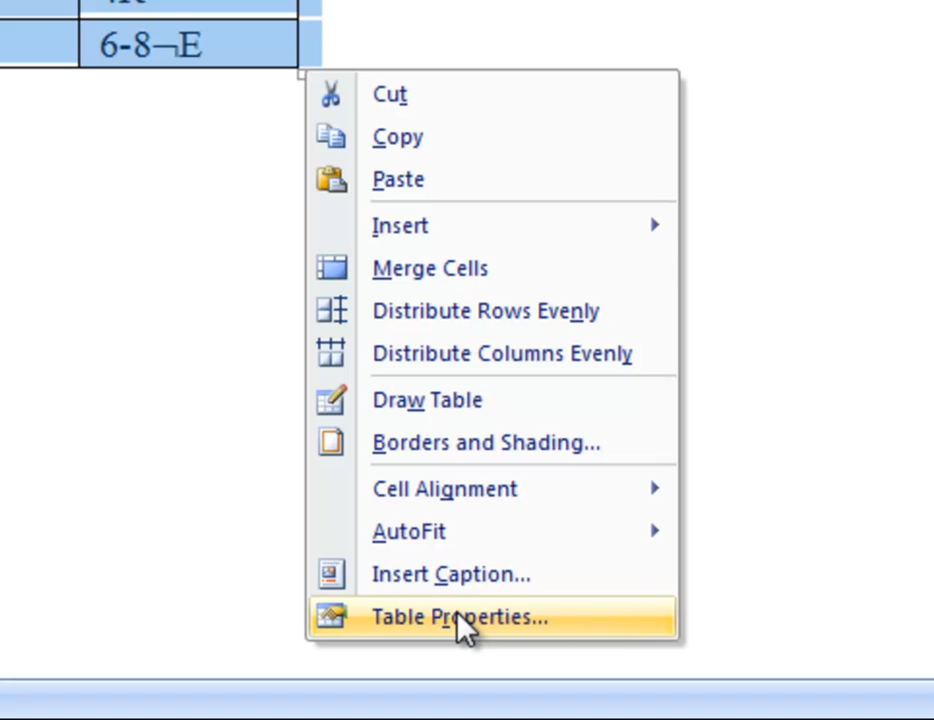 6-8¬E
Cut
Copy
Paste
Insert
Merge Cells
Distribute Rows Evenly
Distribute Columns Evenly
Draw Table
Borders and Shading...
Cell Alignment
AutoFit
Insert Caption...
Table Properties...